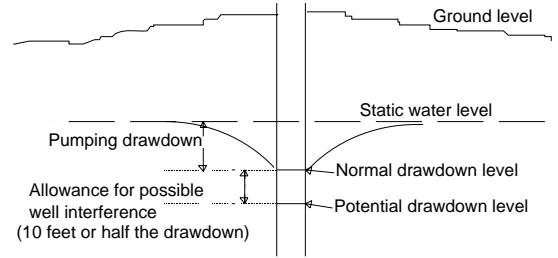 Ground level
Static water level
Pumping drawdown
Normal drawdown level
Allowance for possible
well interference
(10 feet or half the drawdown)
Potential drawdown level